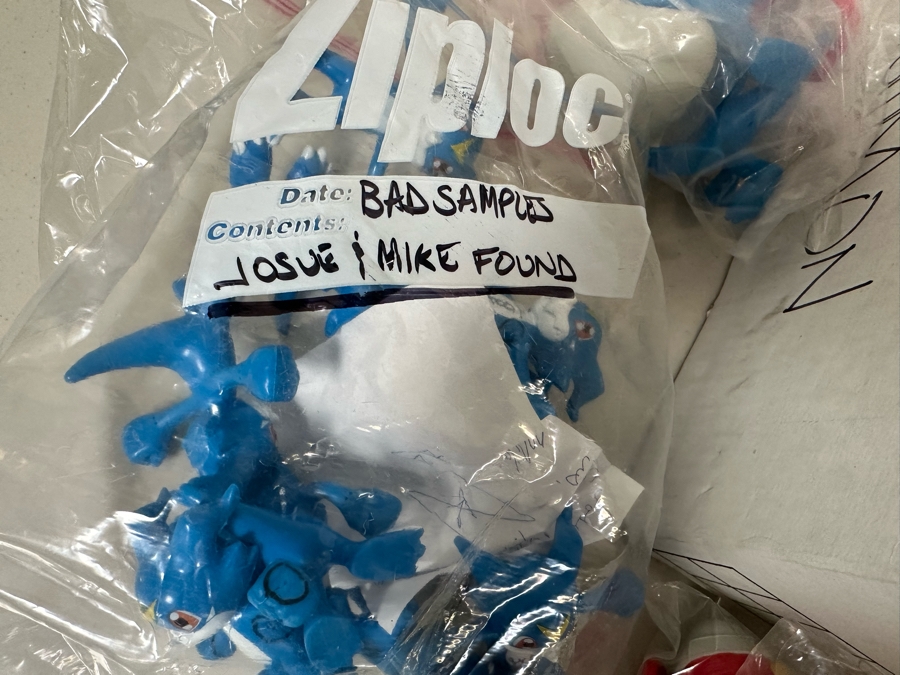 Ziploc
Date: BAD SAMPLES
Contents:
JOSUE & MIKE FOUND